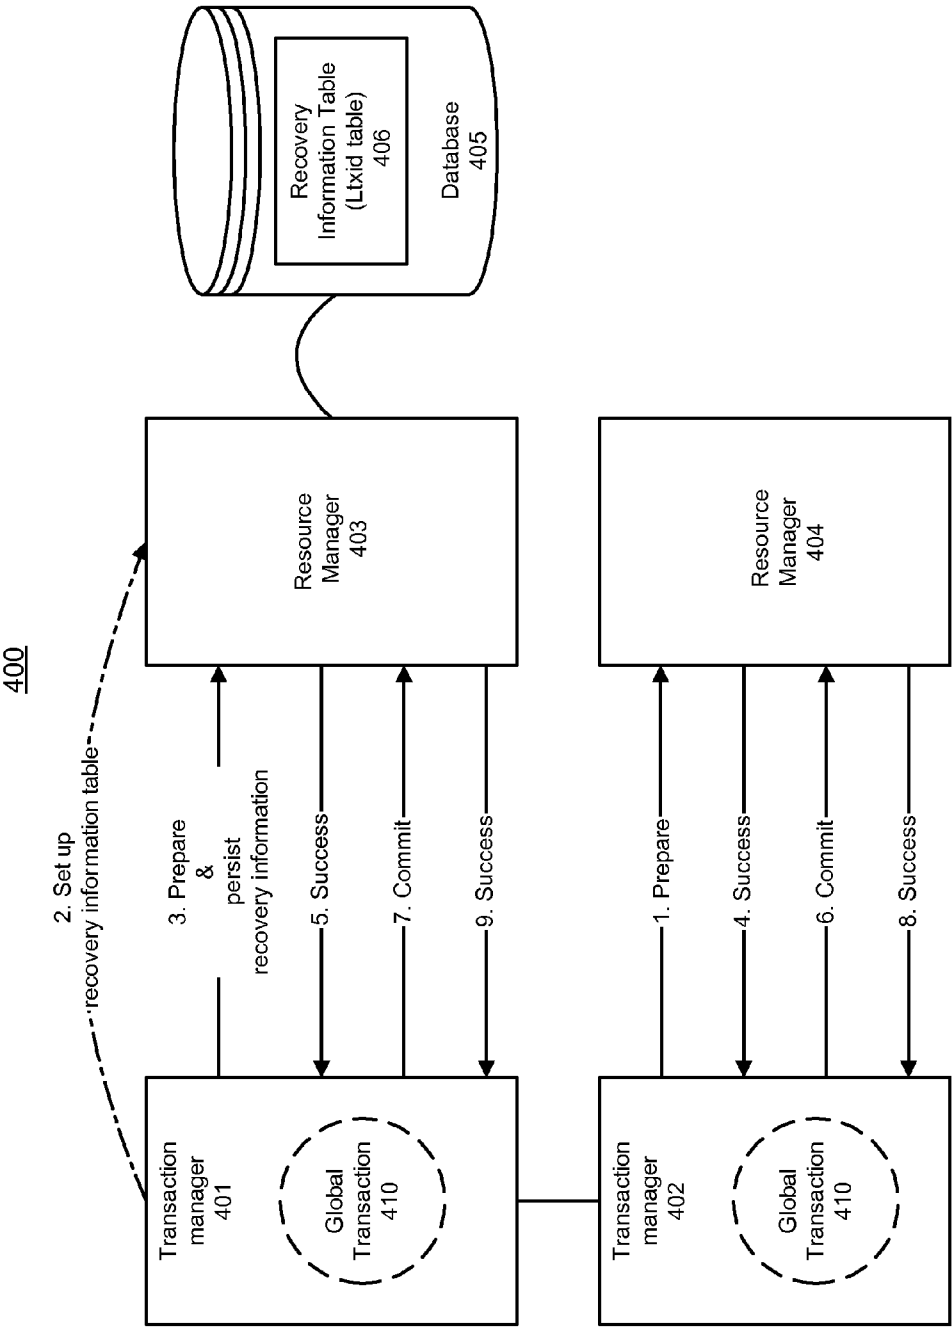 400
2. Set up
recovery information table
Transaction
manager
401
Global
Transaction
410
3. Prepare
&
persist
recovery information
5. Success
7. Commit
9. Success
Resource
Manager
403
Recovery
Information Table
(Ltxid table)
406
Database
405
Transaction
manager
402
Global
Transaction
410
1. Prepare
4. Success
6. Commit
8. Success
Resource
Manager
404